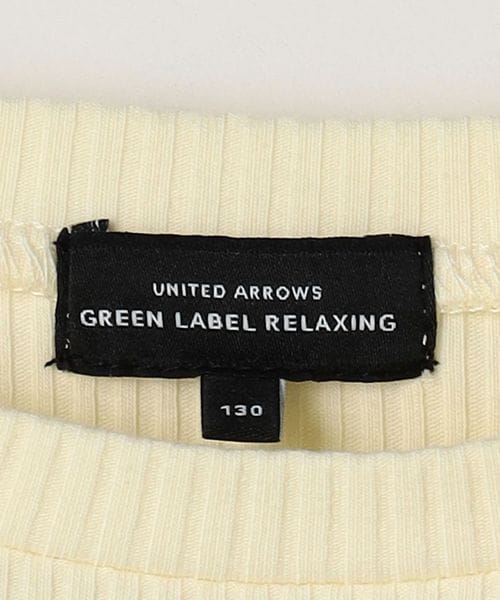 UNITED ARROWS
GREEN LABEL RELAXING
130